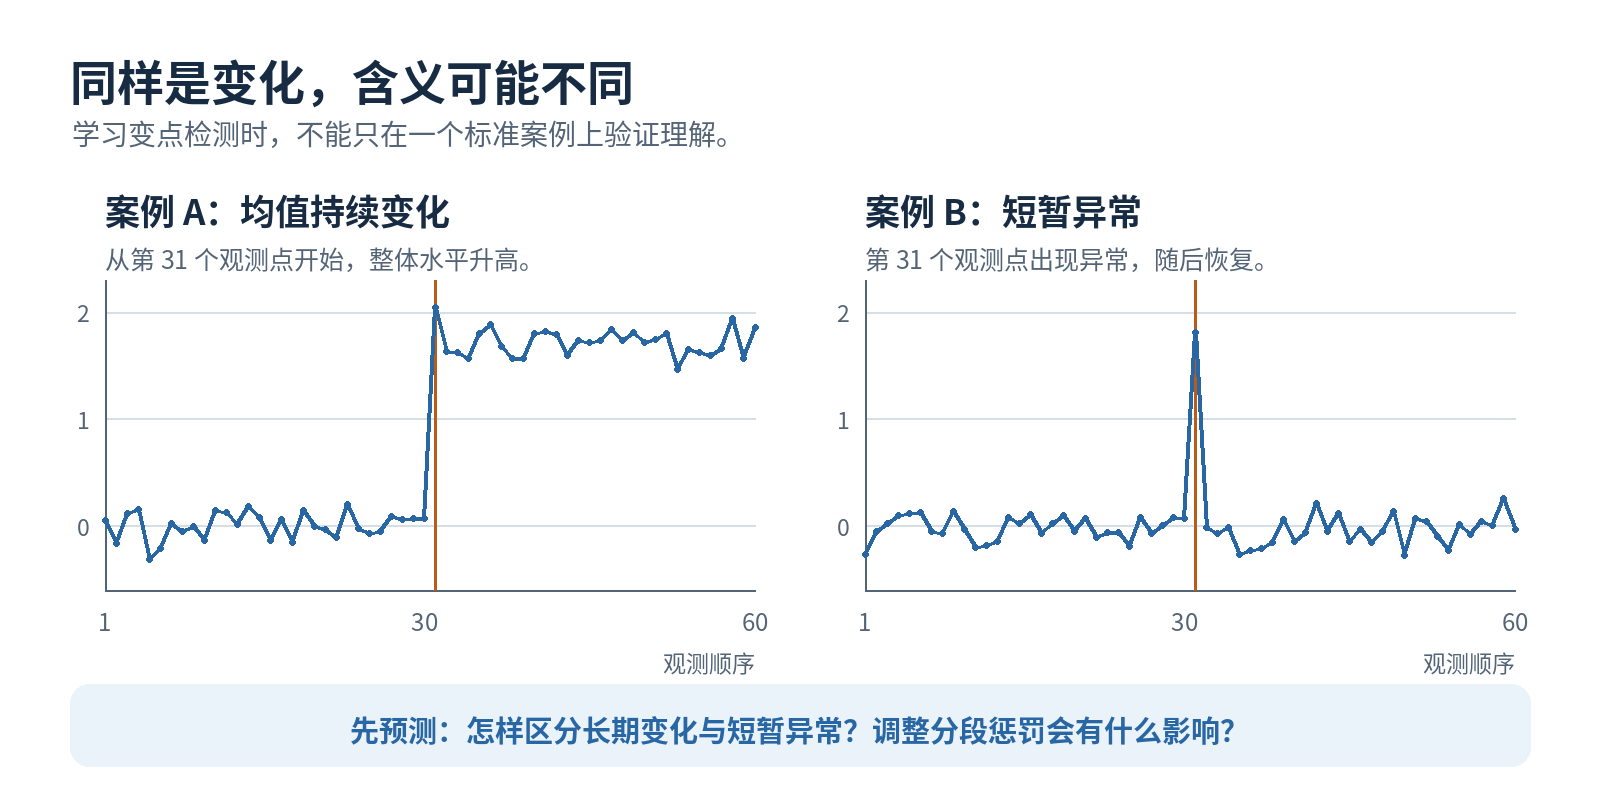 同样是变化，含义可能不同
学习变点检测时，不能只在一个标准案例上验证理解。
案例 A：均值持续变化
从第 31 个观测点开始，整体水平升高。
2
1
0
1
30
60
观测顺序
案例 B：短暂异常
第 31 个观测点出现异常，随后恢复。
2
1
0
1
30
60
观测顺序
先预测：怎样区分长期变化与短暂异常？调整分段惩罚会有什么影响？